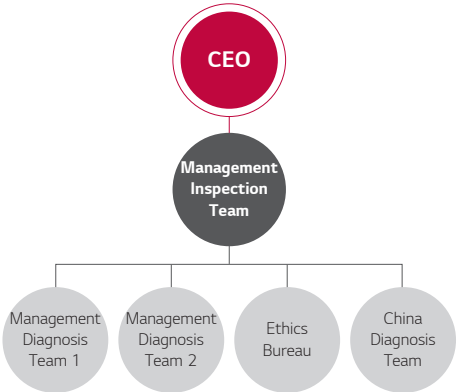 CEO
Management
Inspection
Team
Management
Diagnosis
Team 1
Management
Diagnosis
Team 2
Ethics
Bureau
China
Diagnosis
Team